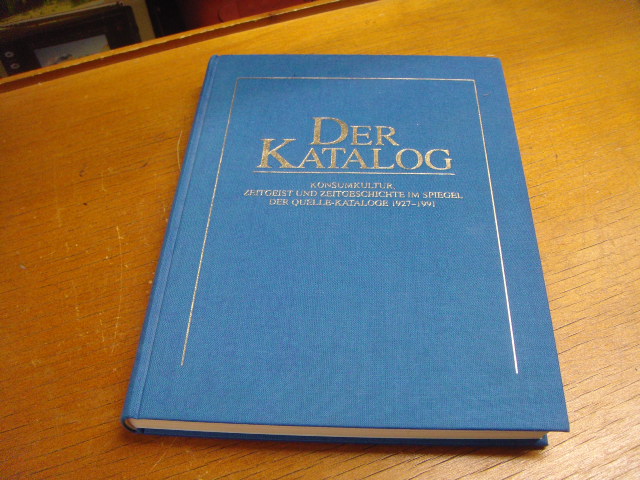 DER
KATALOG
KONSUMKULTUR
ZEITGEIST UND ZEITGESCHICHTE IM SPIEGEL
DER QUELLE-KATALOGE 1927–1991